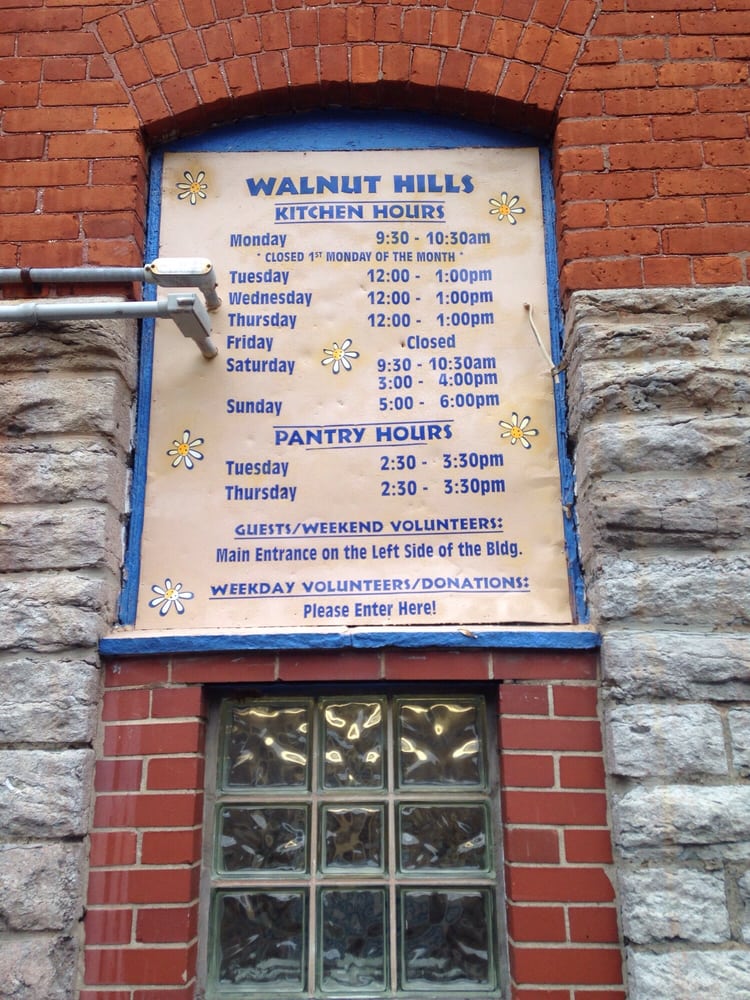 WALNUT HILLS
KITCHEN HOURS
Monday 9:30 - 10:30am
* CLOSED 1ST MONDAY OF THE MONTH *
Tuesday 12:00 - 1:00pm
Wednesday 12:00 - 1:00pm
Thursday 12:00 - 1:00pm
Friday Closed
Saturday 9:30 - 10:30am
3:00 - 4:00pm
Sunday 5:00 - 6:00pm
PANTRY HOURS
Tuesday 2:30 - 3:30pm
Thursday 2:30 - 3:30pm
GUESTS/WEEKEND VOLUNTEERS:
Main Entrance on the Left Side of the Bldg.
WEEKDAY VOLUNTEERS/DONATIONS:
Please Enter Here!